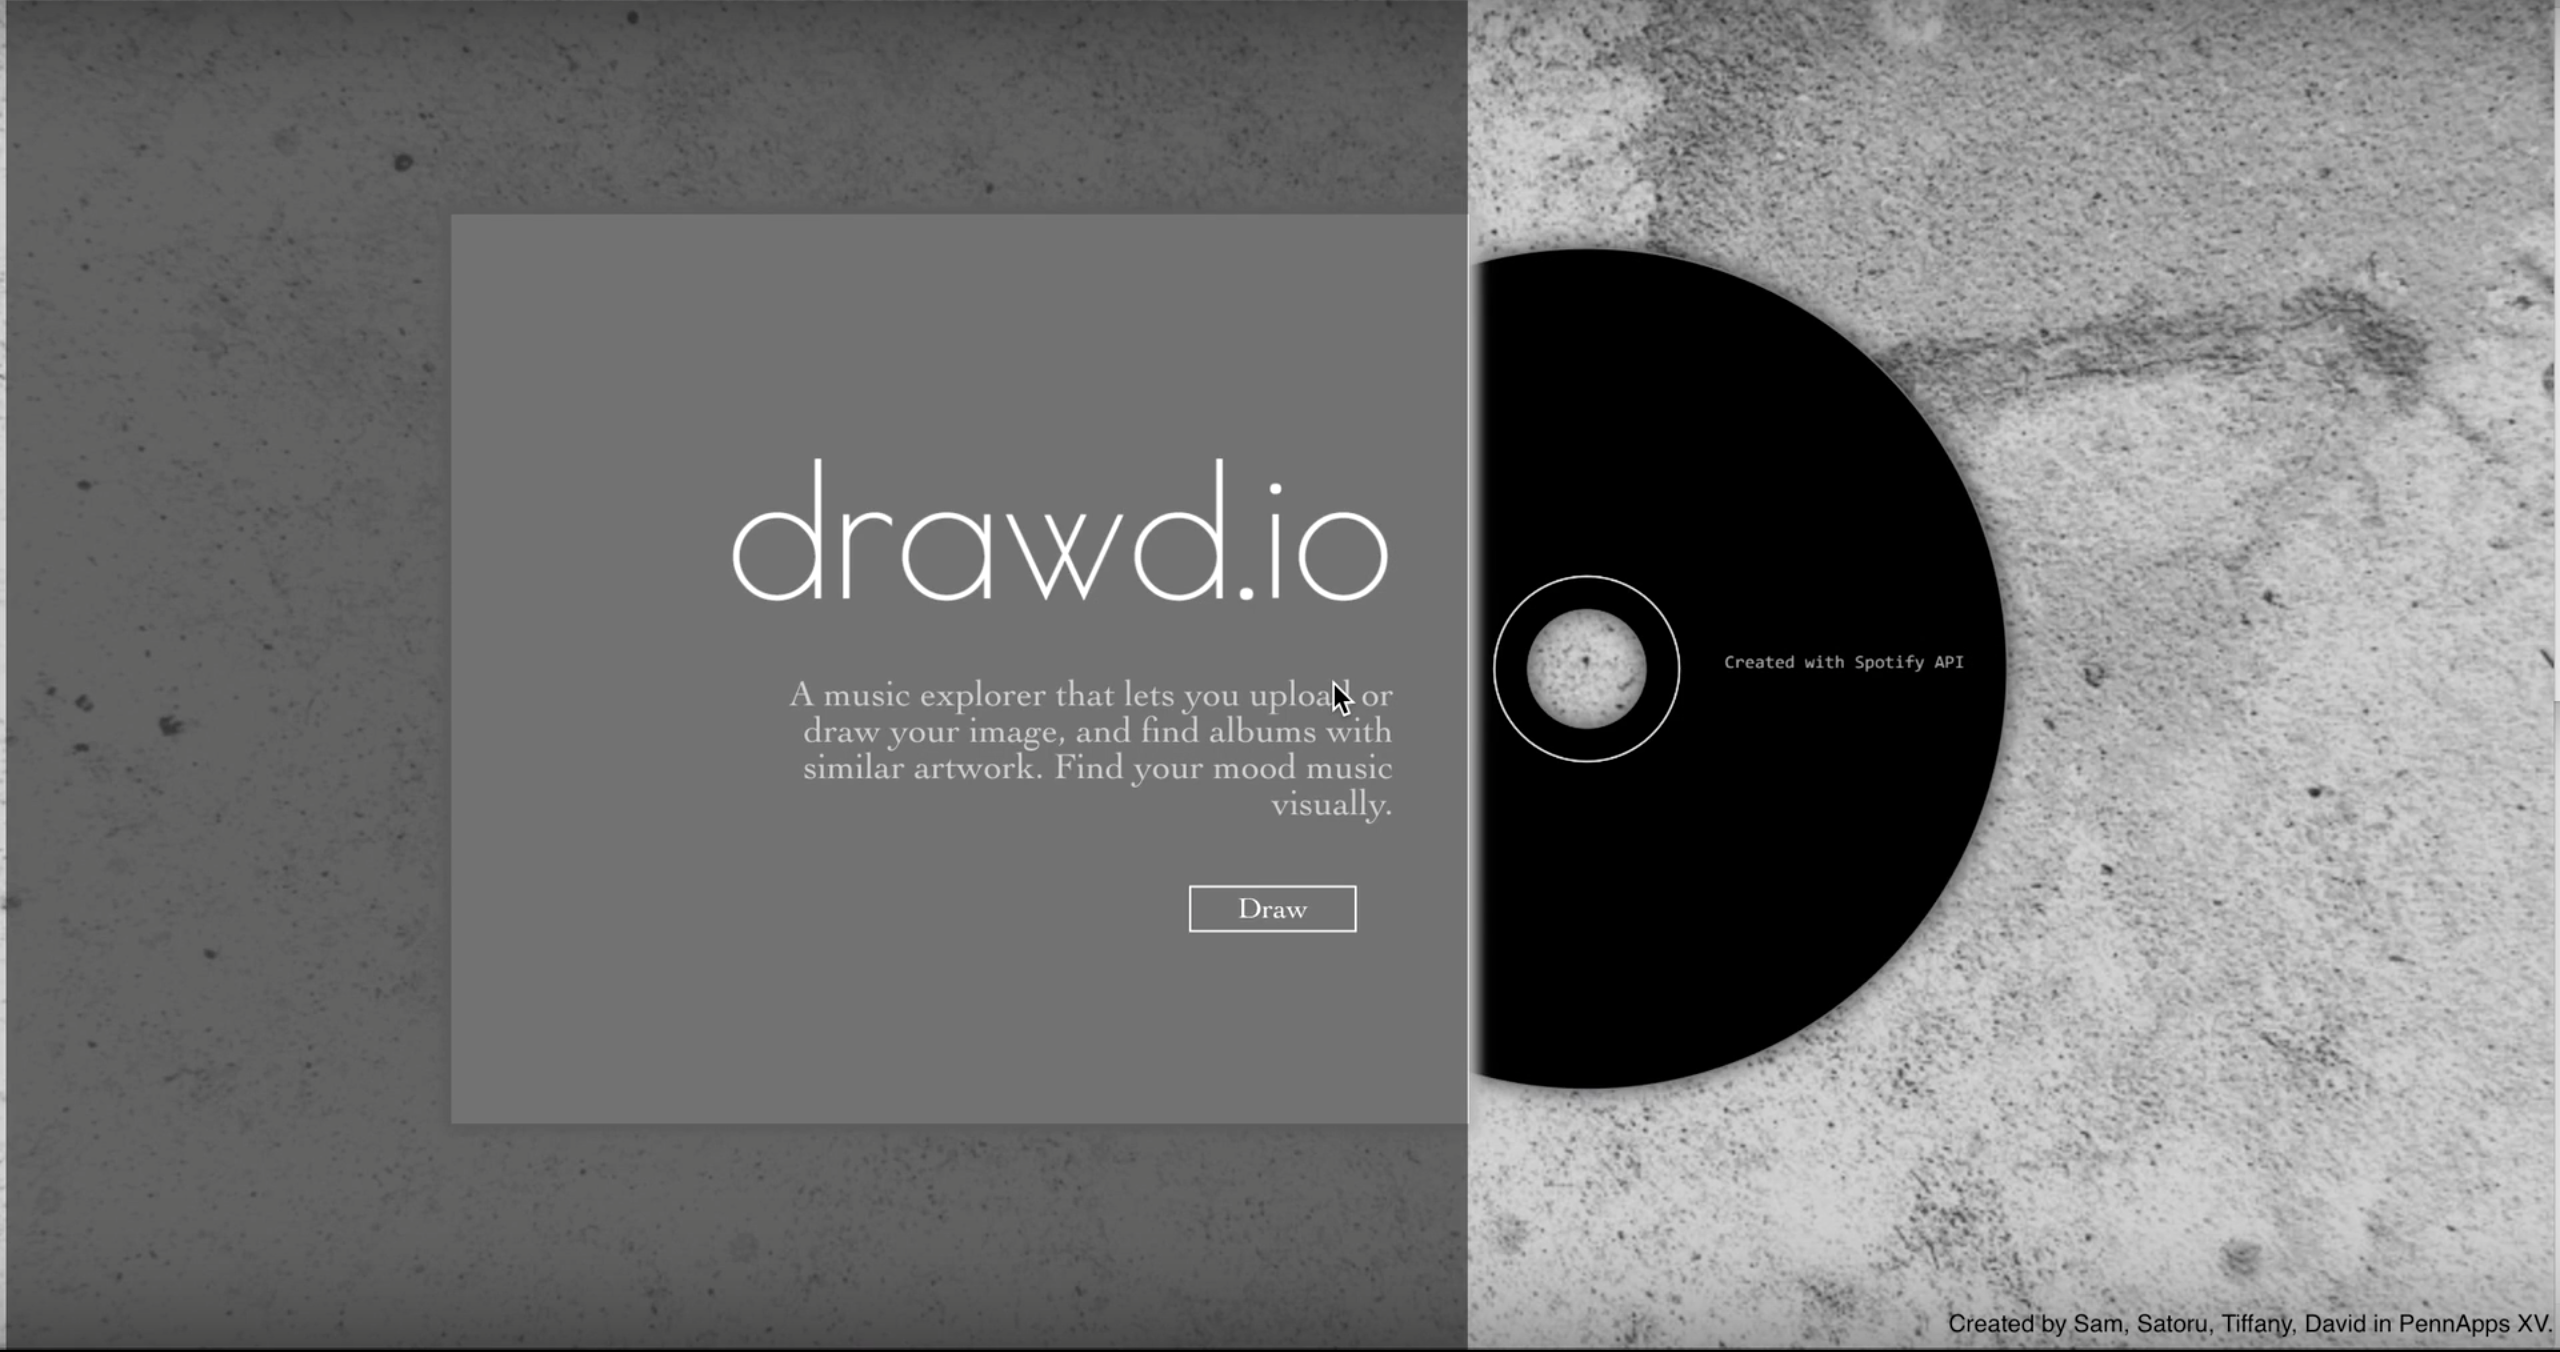 drawd.io
A music explorer that lets you upload or
draw your image, and find albums with
similar artwork. Find your mood music
visually.
Draw
Created with Spotify API
Created by Sam, Satoru, Tiffany, David in PennApps XV.